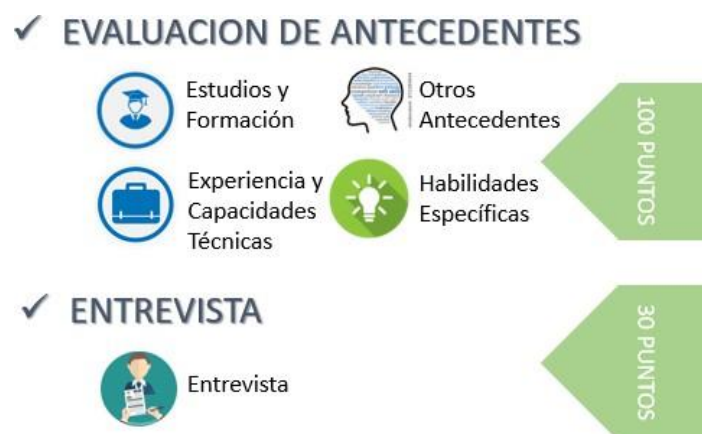 ✓ EVALUACION DE ANTECEDENTES
Estudios y
Formación
Otros
Antecedentes
Experiencia y
Capacidades
Técnicas
Habilidades
Específicas
100 PUNTOS
✓ ENTREVISTA
Entrevista
30 PUNTOS